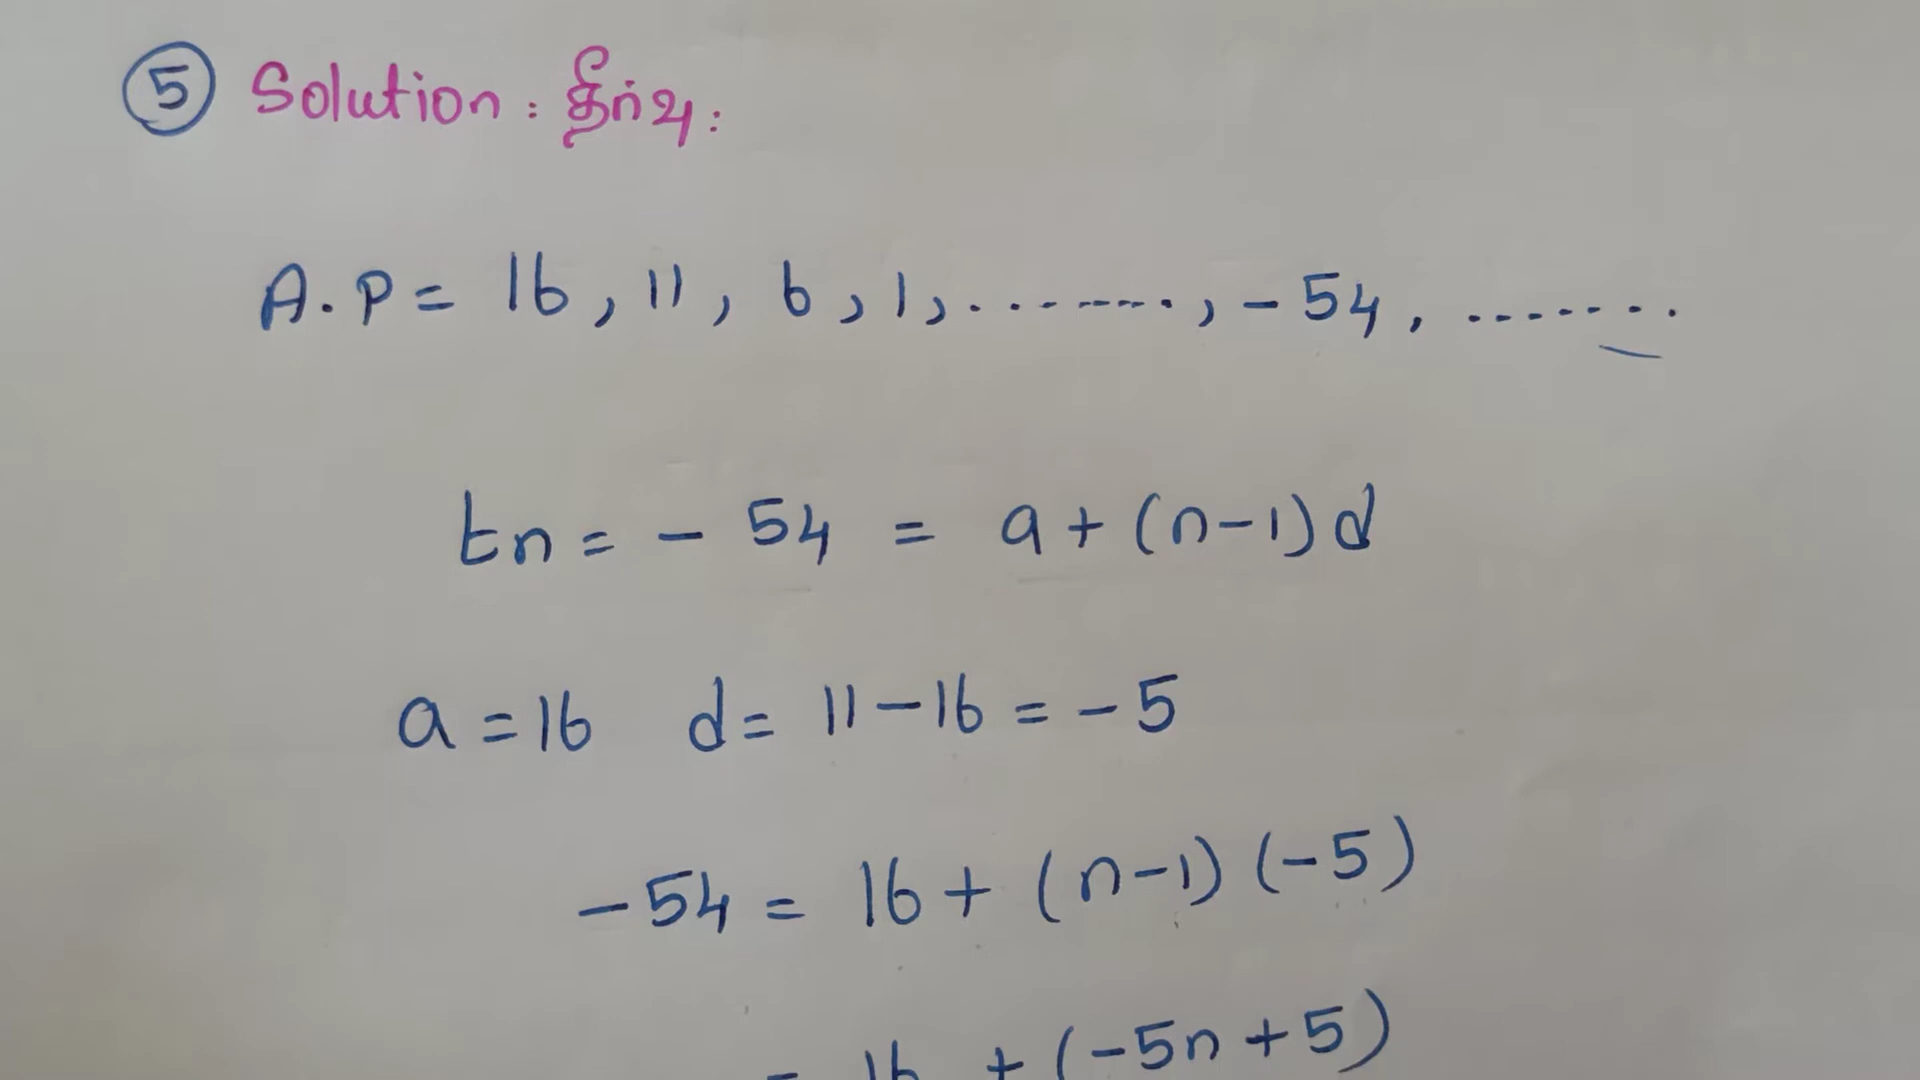 5 Solution : தீர்வு :
A.P = 16 , 11 , 6 , 1 , .......... , - 54 , ........
tn = - 54 = a + (n-1) d
a = 16 d = 11 - 16 = - 5
- 54 = 16 + (n-1) (-5)
= 16 + (-5n + 5)